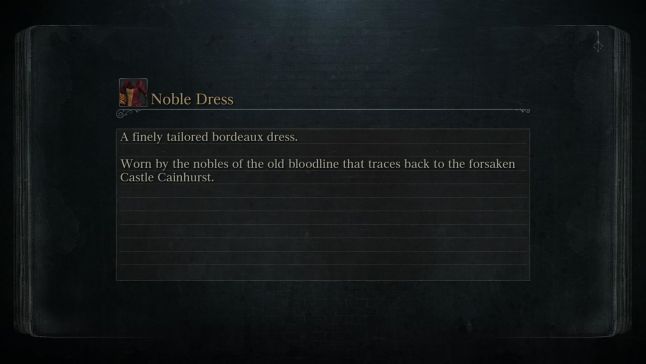 Noble Dress
A finely tailored bordeaux dress.
Worn by the nobles of the old bloodline that traces back to the forsaken
Castle Cainhurst.